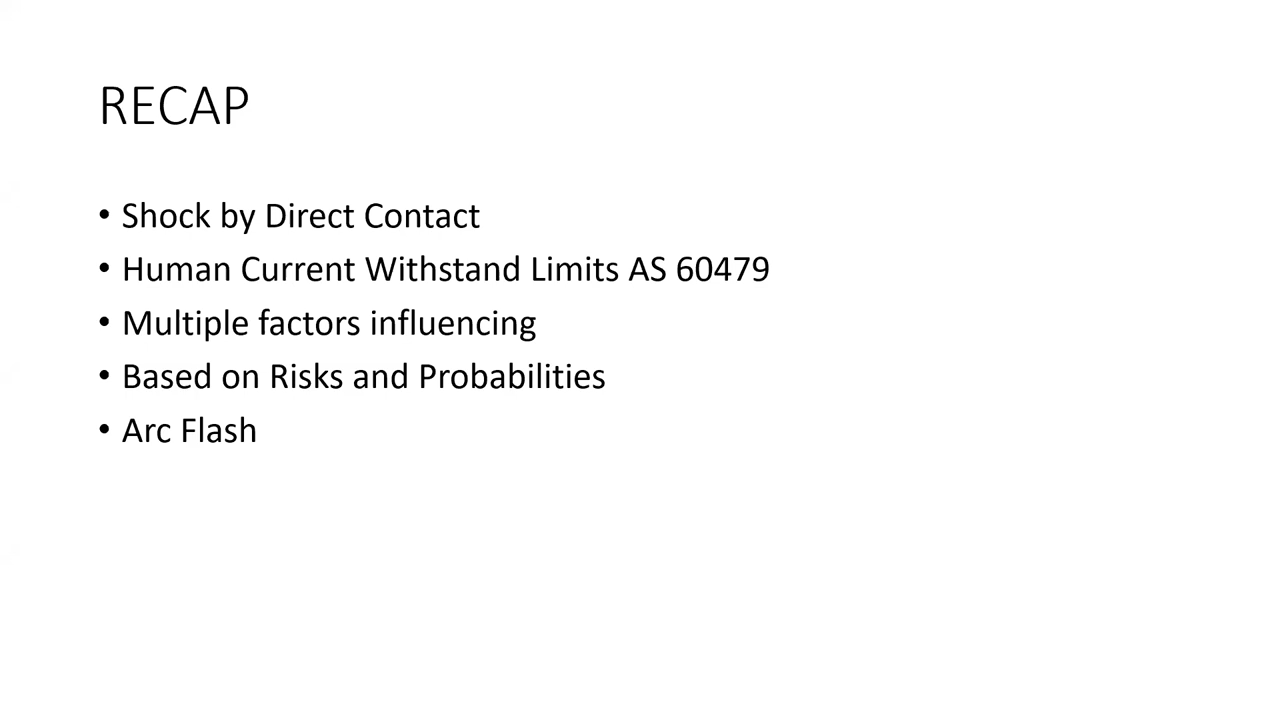 RECAP
• Shock by Direct Contact
• Human Current Withstand Limits AS 60479
• Multiple factors influencing
• Based on Risks and Probabilities
• Arc Flash